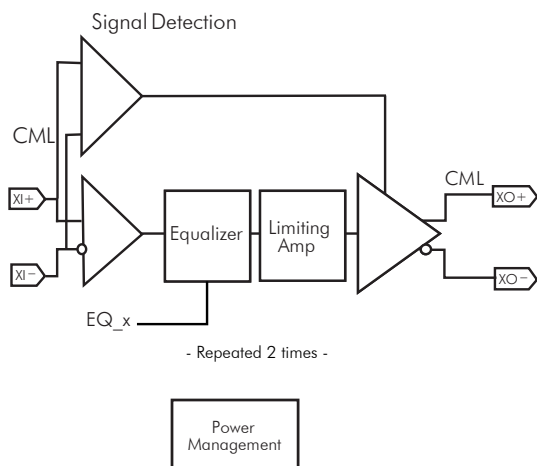 Signal Detection
CML
XI+
XI−
Equalizer
Limiting
Amp
CML
XO+
XO−
EQ_x
- Repeated 2 times -
Power
Management